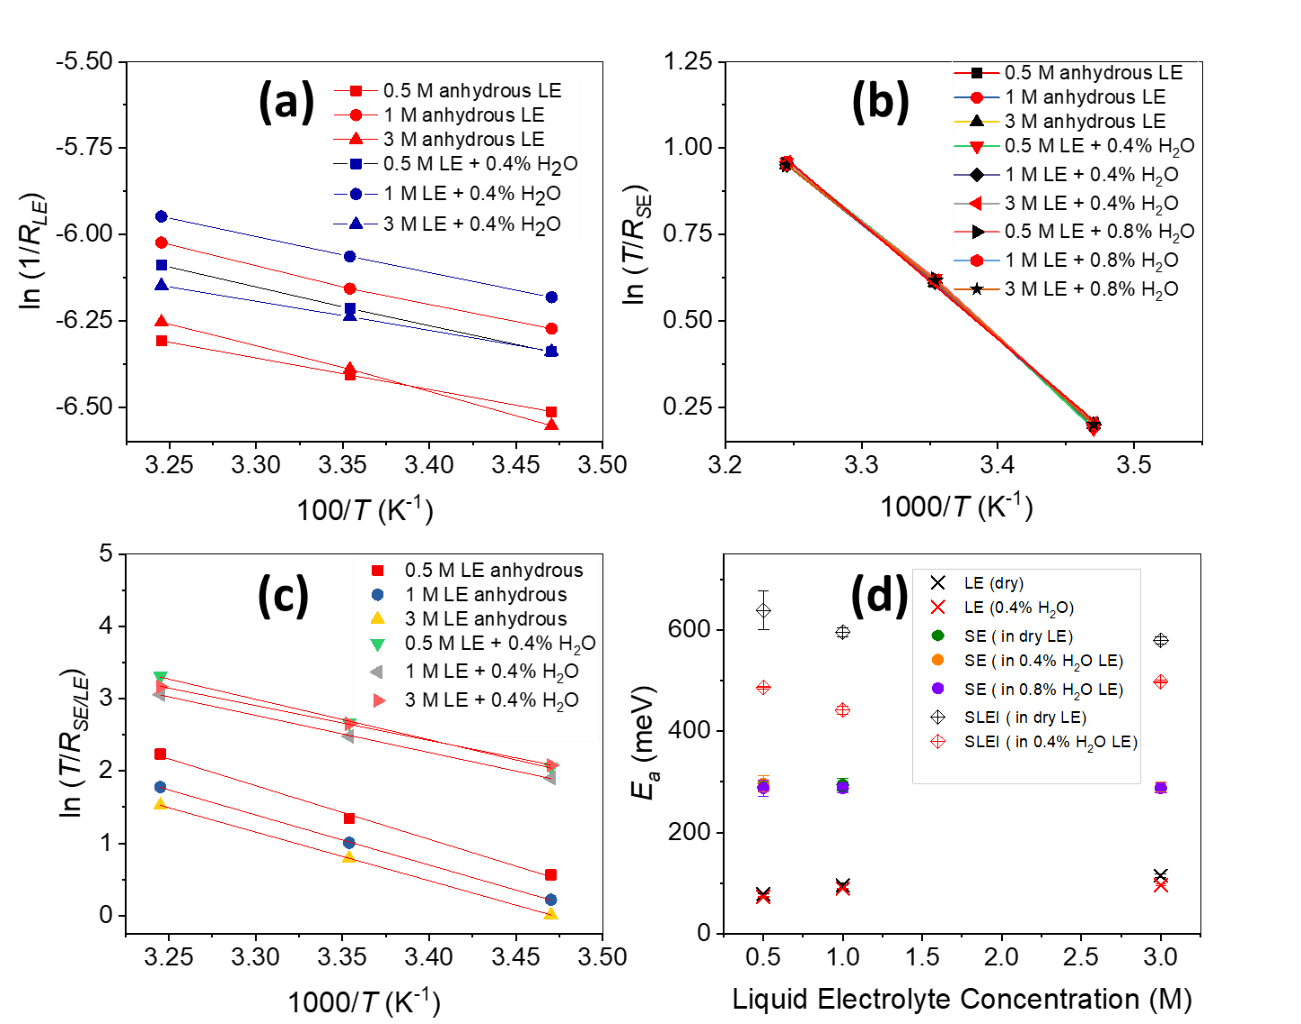 (a)
-5.50
-5.75
-6.00
-6.25
-6.50
ln (1/R_LE)
0.5 M anhydrous LE
1 M anhydrous LE
3 M anhydrous LE
0.5 M LE + 0.4% H₂O
1 M LE + 0.4% H₂O
3 M LE + 0.4% H₂O
3.25 3.30 3.35 3.40 3.45 3.50
100/T (K⁻¹)
(b)
1.25
1.00
0.75
0.50
0.25
ln (T/R_SE)
0.5 M anhydrous LE
1 M anhydrous LE
3 M anhydrous LE
0.5 M LE + 0.4% H₂O
1 M LE + 0.4% H₂O
3 M LE + 0.4% H₂O
0.5 M LE + 0.8% H₂O
1 M LE + 0.8% H₂O
3 M LE + 0.8% H₂O
3.2 3.3 3.4 3.5
1000/T (K⁻¹)
(c)
5
4
3
2
1
0
ln (T/R_SE/LE)
0.5 M LE anhydrous
1 M LE anhydrous
3 M LE anhydrous
0.5 M LE + 0.4% H₂O
1 M LE + 0.4% H₂O
3 M LE + 0.4% H₂O
3.25 3.30 3.35 3.40 3.45 3.50
1000/T (K⁻¹)
(d)
600
400
200
0
E_a (meV)
LE (dry)
LE (0.4% H₂O)
SE ( in dry LE)
SE ( in 0.4% H₂O LE)
SE ( in 0.8% H₂O LE)
SLEI ( in dry LE)
SLEI ( in 0.4% H₂O LE)
0.5 1.0 1.5 2.0 2.5 3.0
Liquid Electrolyte Concentration (M)